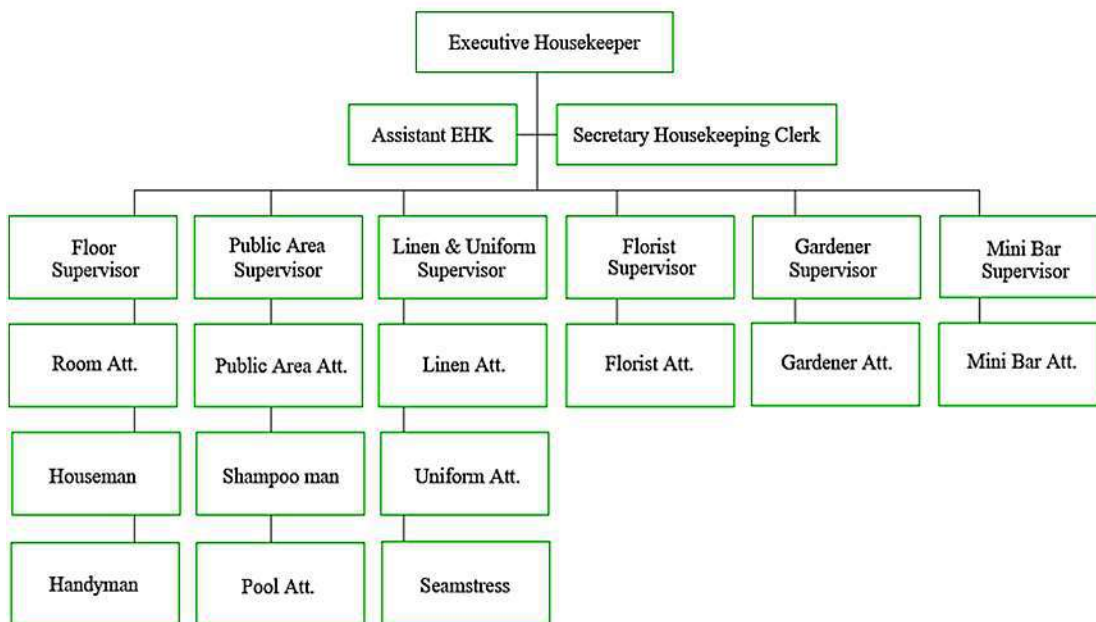 Executive Housekeeper
Assistant EHK
Secretary Housekeeping Clerk
Floor
Supervisor
Public Area
Supervisor
Linen & Uniform
Supervisor
Florist
Supervisor
Gardener
Supervisor
Mini Bar
Supervisor
Room Att.
Public Area Att.
Linen Att.
Florist Att.
Gardener Att.
Mini Bar Att.
Houseman
Shampoo man
Uniform Att.
Handyman
Pool Att.
Seamstress